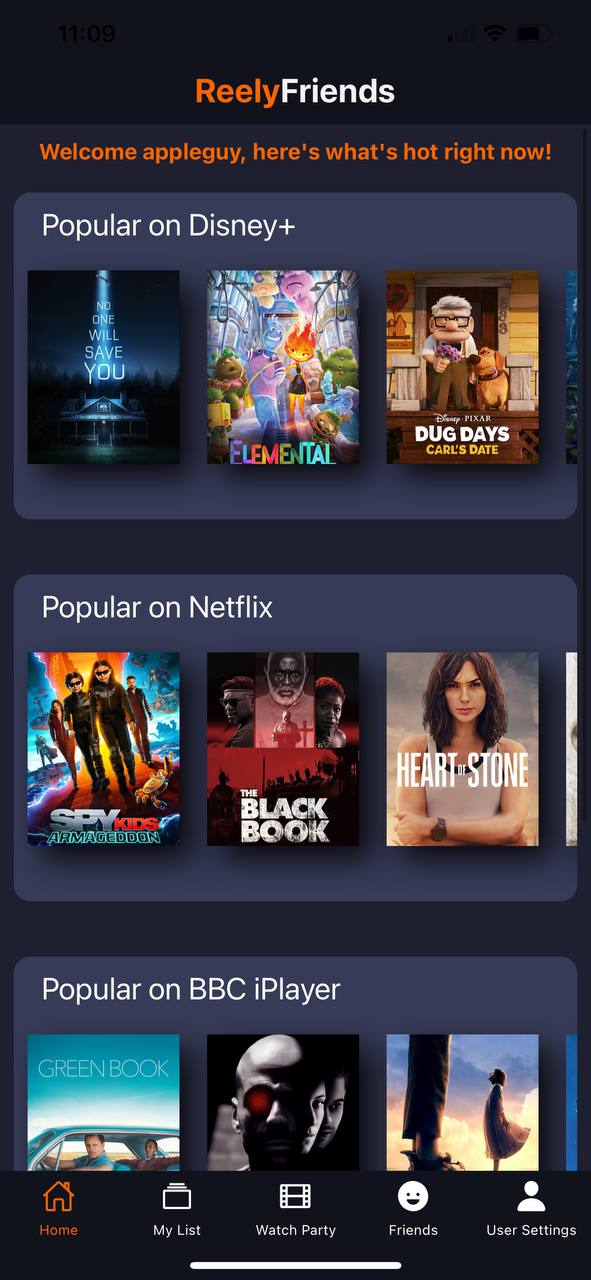 11:09
ReelyFriends
Welcome appleguy, here's what's hot right now!
Popular on Disney+
NO
ONE
WILL
SAVE
YOU
ELEMENTAL
Disney · PIXAR
DUG DAYS
CARL'S DATE
Popular on Netflix
SPY KIDS
ARMAGEDDON
THE
BLACK
BOOK
HEART OF STONE
Popular on BBC iPlayer
GREEN BOOK
Home
My List
Watch Party
Friends
User Settings